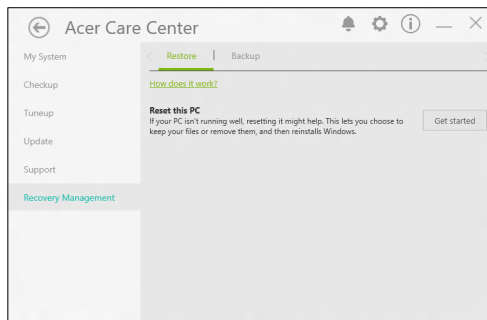 Acer Care Center
My System
Restore | Backup
Checkup
How does it work?
Tuneup
Reset this PC
If your PC isn't running well, resetting it might help. This lets you choose to
keep your files or remove them, and then reinstalls Windows.
Get started
Update
Support
Recovery Management